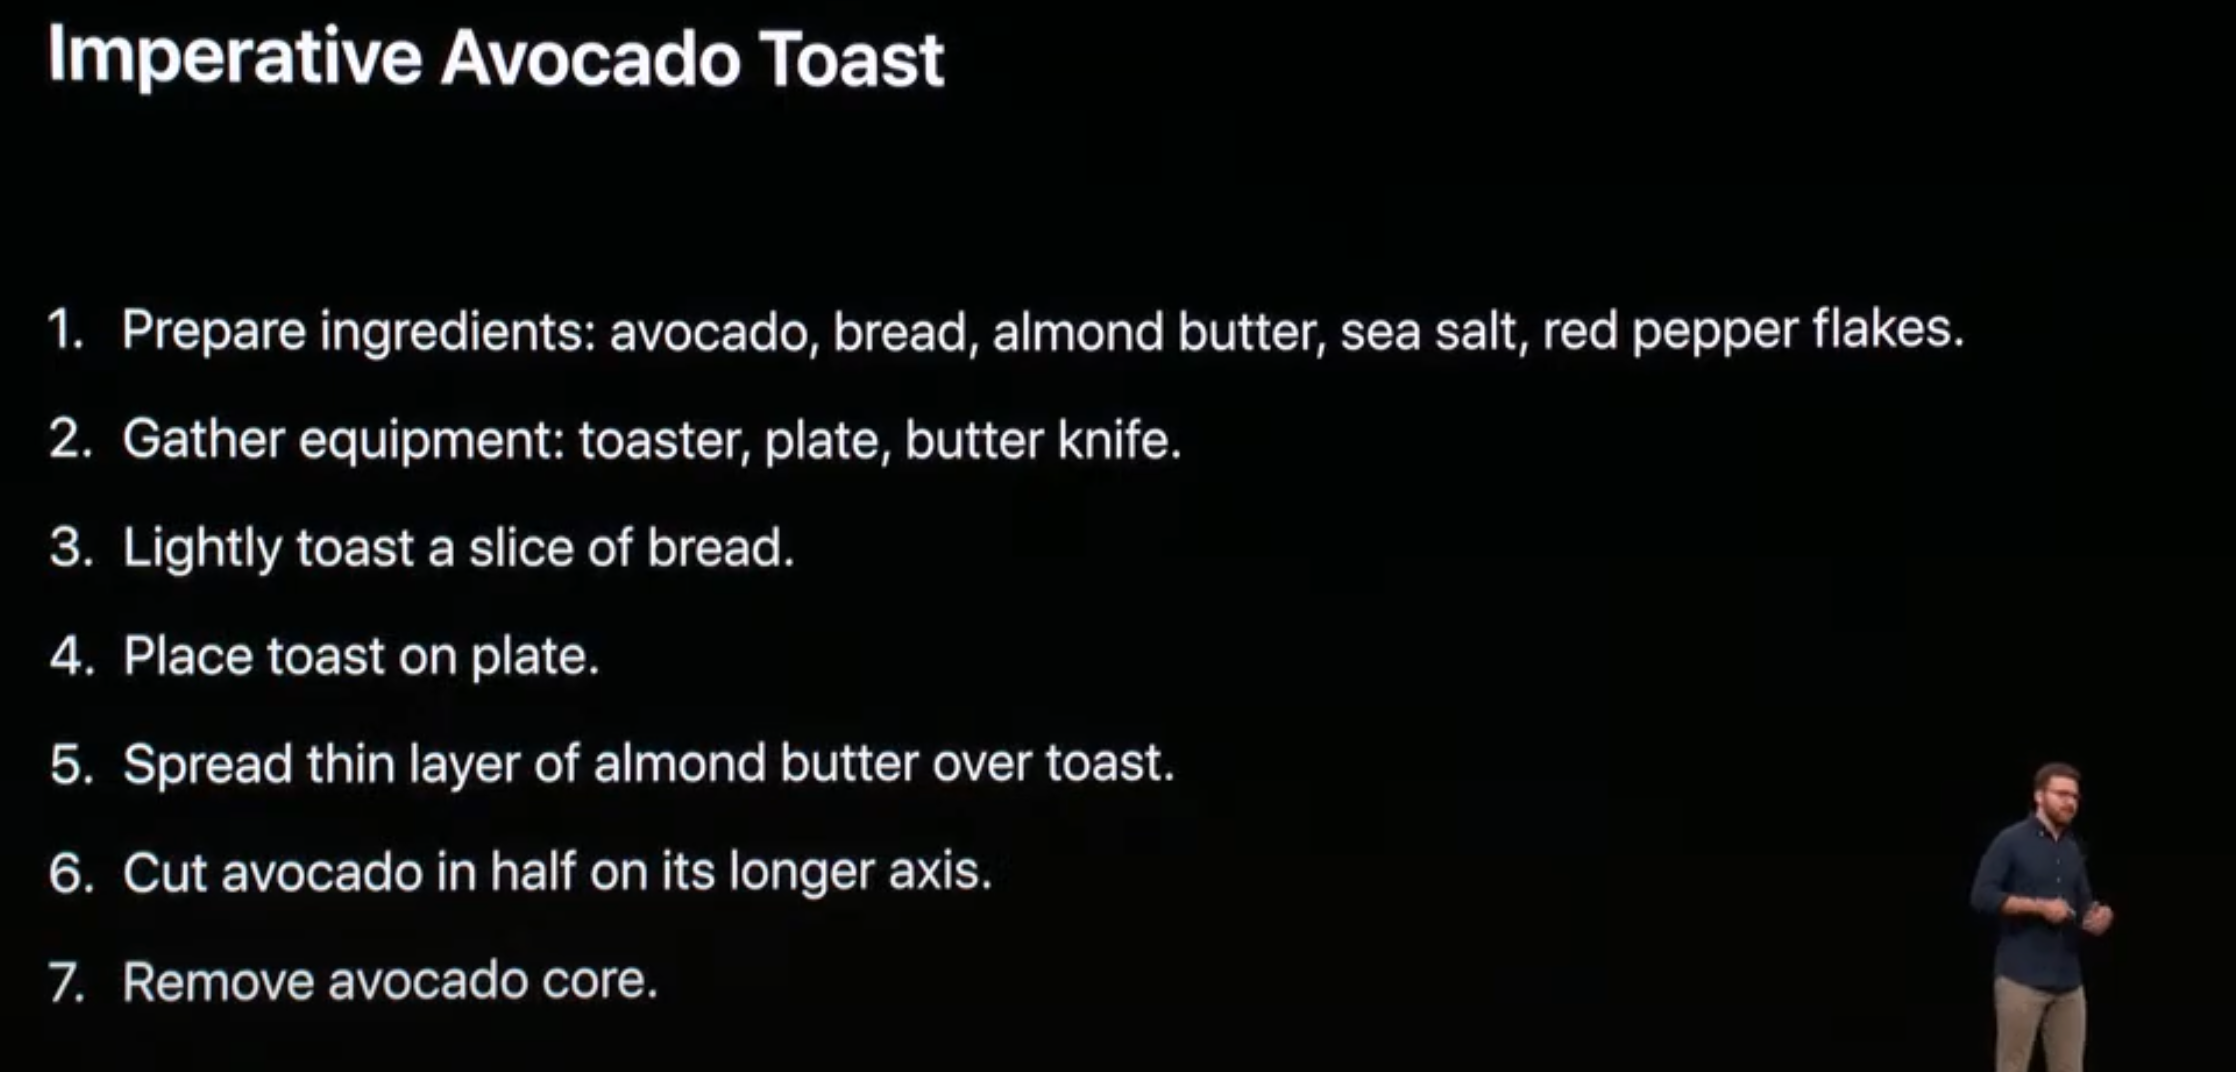 Imperative Avocado Toast
1. Prepare ingredients: avocado, bread, almond butter, sea salt, red pepper flakes.
2. Gather equipment: toaster, plate, butter knife.
3. Lightly toast a slice of bread.
4. Place toast on plate.
5. Spread thin layer of almond butter over toast.
6. Cut avocado in half on its longer axis.
7. Remove avocado core.